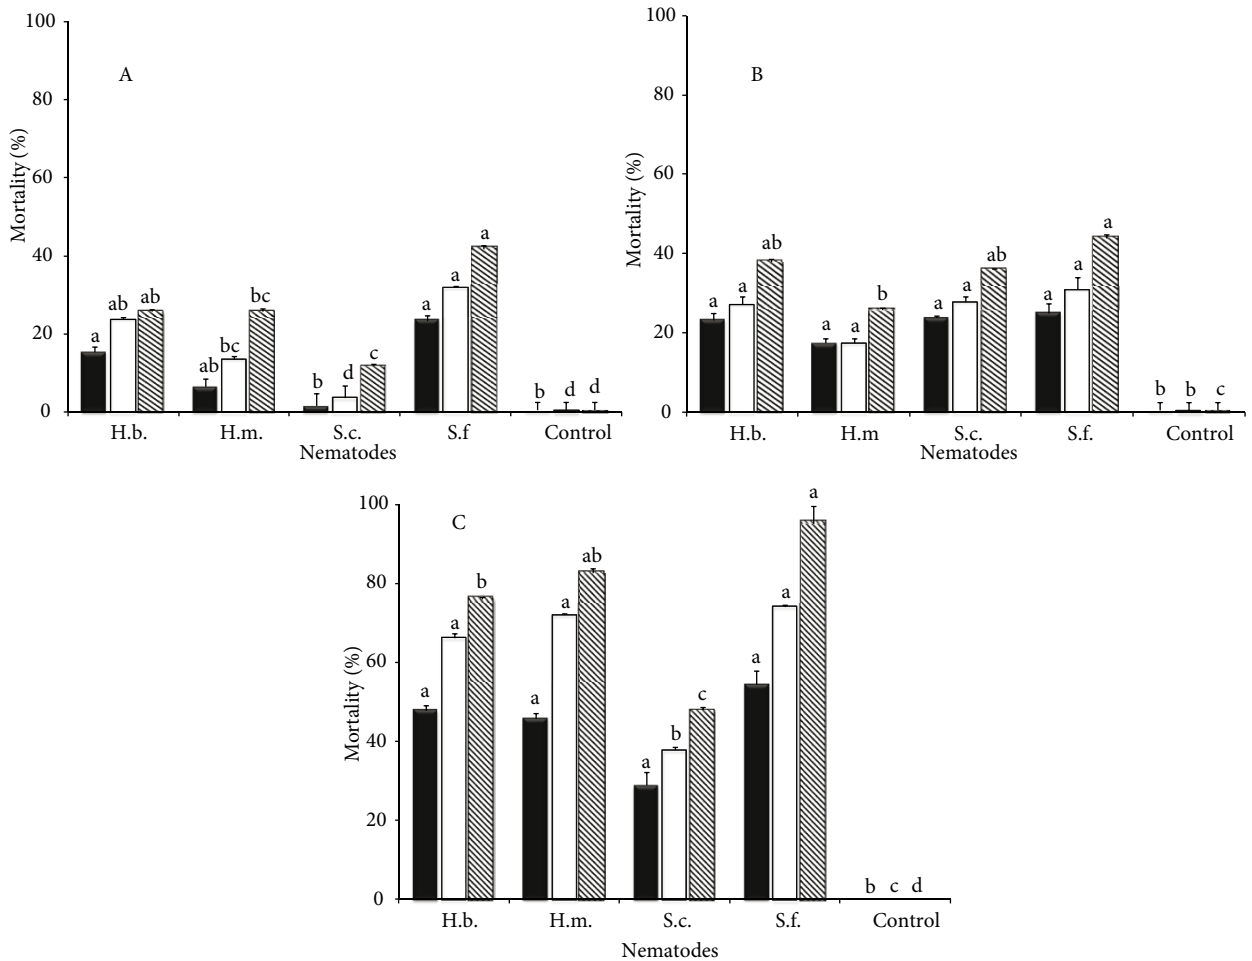 A
Mortality (%)
100
80
60
40
20
0
a ab ab
ab bc bc
b d c
a a a
b d d
H.b. H.m. S.c. S.f Control
Nematodes
B
Mortality (%)
100
80
60
40
20
0
a a ab
a a b
a a ab
a a a
b b c
H.b. H.m S.c. S.f. Control
Nematodes
C
Mortality (%)
100
80
60
40
20
0
a a b
a a ab
a b c
a a a
b c d
H.b. H.m. S.c. S.f. Control
Nematodes